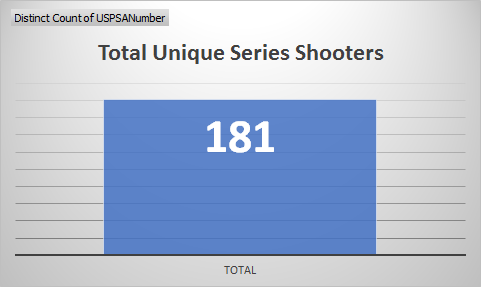 Distinct Count of USPSANumber
Total Unique Series Shooters
181
TOTAL